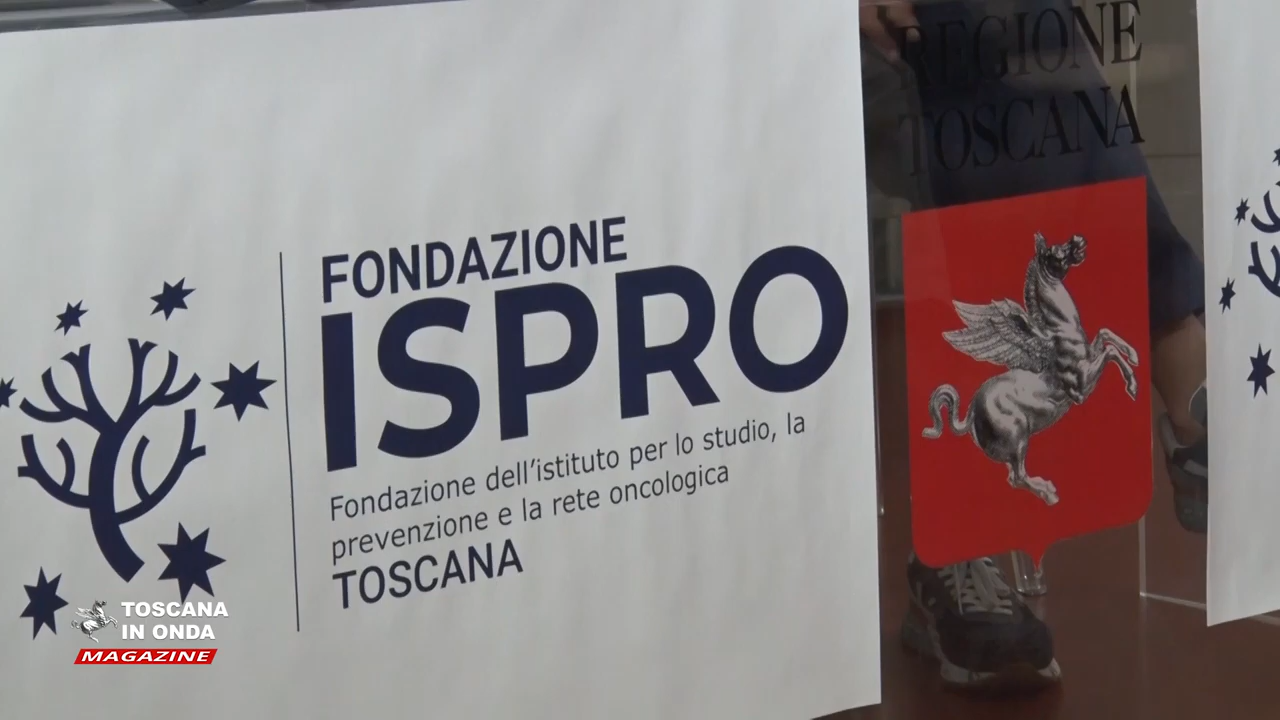 FONDAZIONE
ISPRO
Fondazione dell'istituto per lo studio, la
prevenzione e la rete oncologica
TOSCANA
REGIONE
TOSCANA
TOSCANA
IN ONDA
MAGAZINE